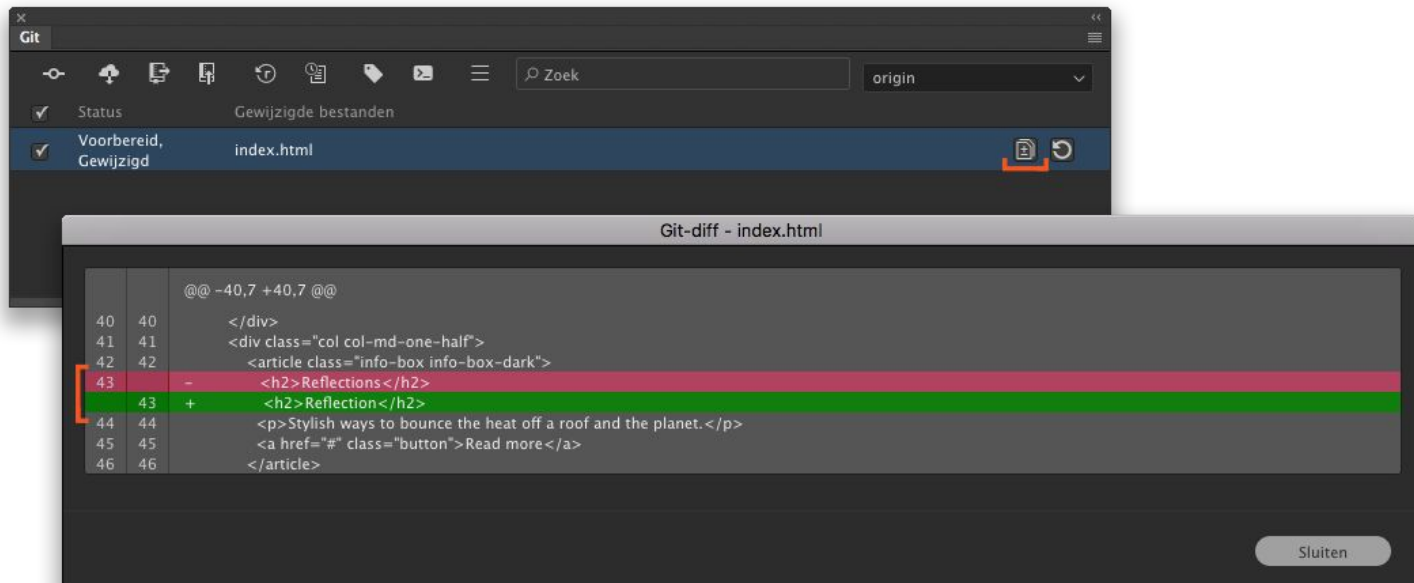 Git
Zoek
origin
Status Gewijzigde bestanden
Voorbereid,
Gewijzigd
index.html
Git-diff - index.html
@@ -40,7 +40,7 @@
40 40 </div>
41 41 <div class="col col-md-one-half">
42 42 <article class="info-box info-box-dark">
43 - <h2>Reflections</h2>
43 + <h2>Reflection</h2>
44 44 <p>Stylish ways to bounce the heat off a roof and the planet.</p>
45 45 <a href="#" class="button">Read more</a>
46 46 </article>
Sluiten